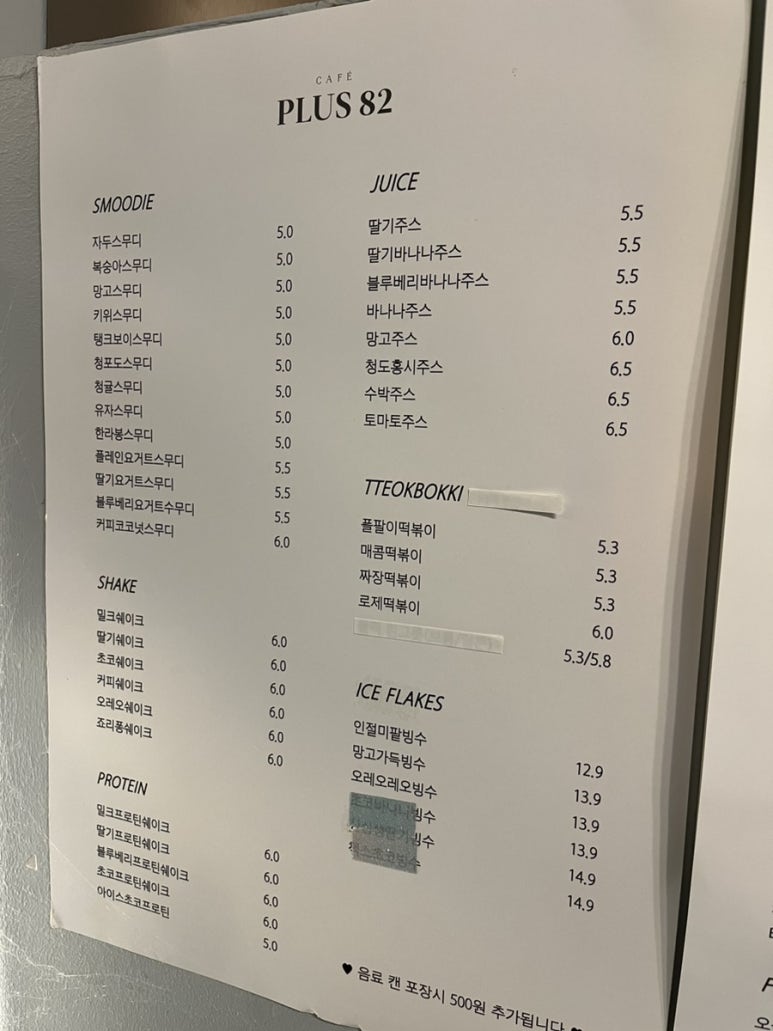 CAFÉ
PLUS 82
SMOODIE
자두스무디 5.0
복숭아스무디 5.0
망고스무디 5.0
키위스무디 5.0
탱크보이스무디 5.0
청포도스무디 5.0
청귤스무디 5.0
유자스무디 5.0
한라봉스무디 5.0
플레인요거트스무디 5.5
딸기요거트스무디 5.5
블루베리요거트수무디 5.5
커피코코넛스무디 6.0
SHAKE
밀크쉐이크 6.0
딸기쉐이크 6.0
초코쉐이크 6.0
커피쉐이크 6.0
오레오쉐이크 6.0
죠리퐁쉐이크 6.0
PROTEIN
밀크프로틴쉐이크 6.0
딸기프로틴쉐이크 6.0
블루베리프로틴쉐이크 6.0
초코프로틴쉐이크 6.0
아이스초코프로틴 5.0
JUICE
딸기주스 5.5
딸기바나나주스 5.5
블루베리바나나주스 5.5
바나나주스 5.5
망고주스 6.0
청도홍시주스 6.5
수박주스 6.5
토마토주스 6.5
TTEOKBOKKI
폴팔이떡볶이 5.3
매콤떡볶이 5.3
짜장떡볶이 5.3
로제떡볶이 6.0
5.3/5.8
ICE FLAKES
인절미팥빙수 12.9
망고가득빙수 13.9
오레오레오빙수 13.9
초코바나나빙수 13.9
14.9
14.9
♥ 음료 캔 포장시 500원 추가됩니다